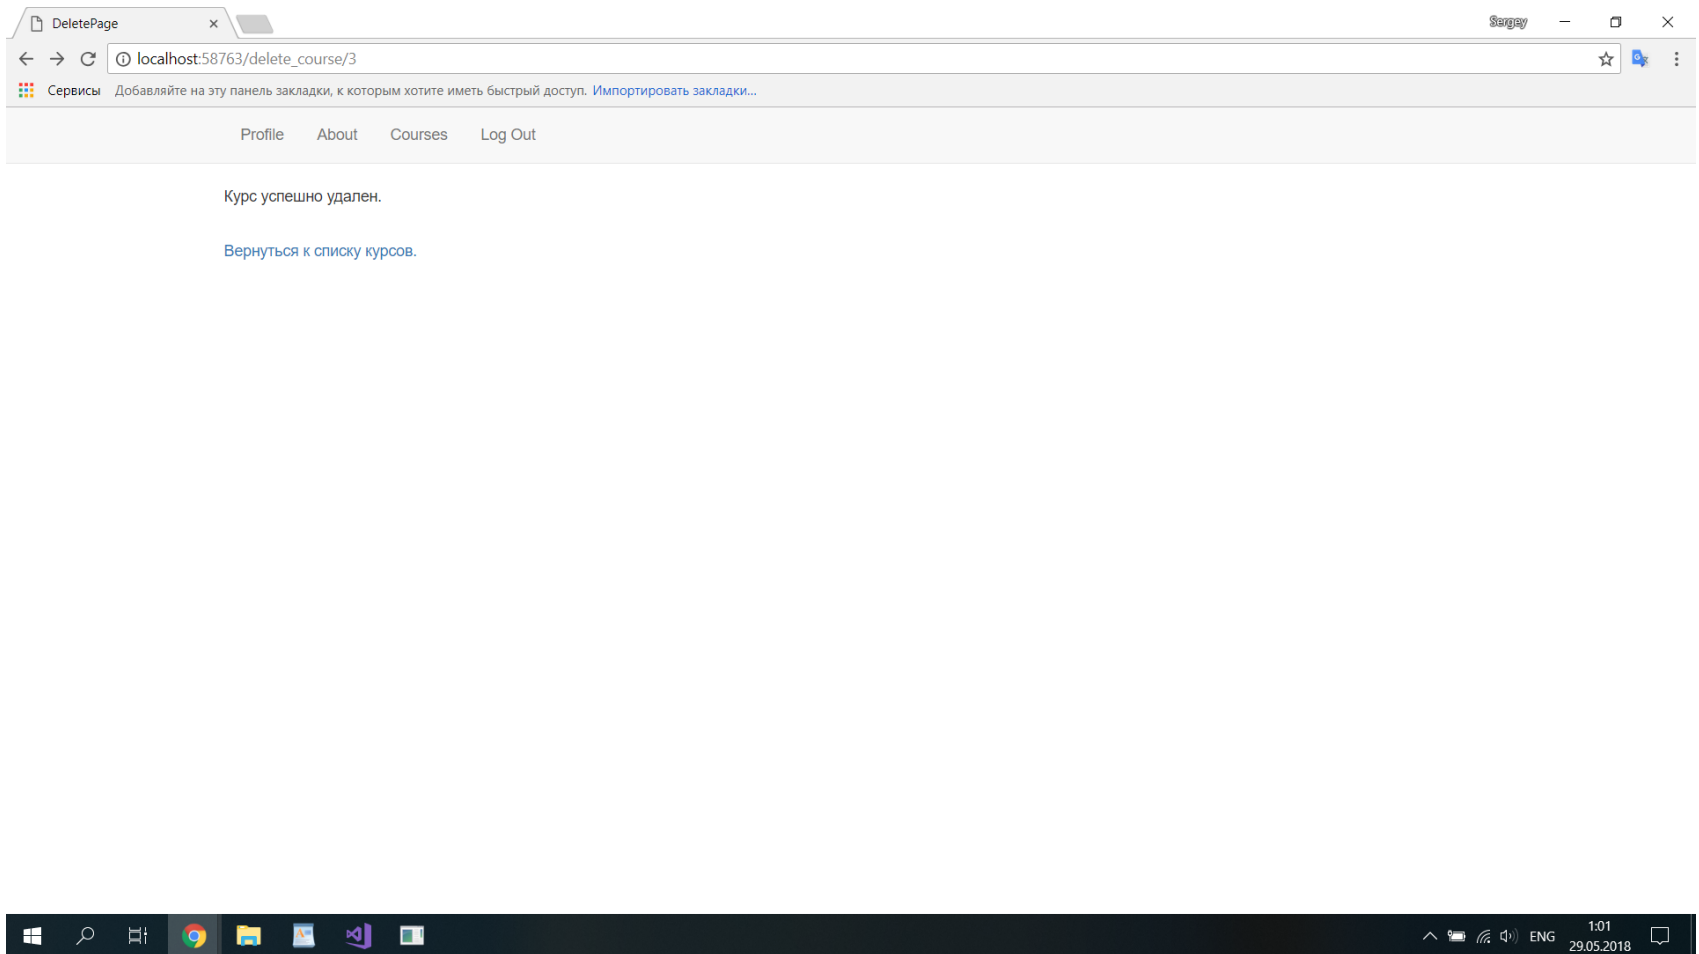 DeletePage
Sergey
localhost:58763/delete_course/3
Сервисы Добавляйте на эту панель закладки, к которым хотите иметь быстрый доступ. Импортировать закладки...
Profile About Courses Log Out
Курс успешно удален.
Вернуться к списку курсов.
ENG
1:01
29.05.2018